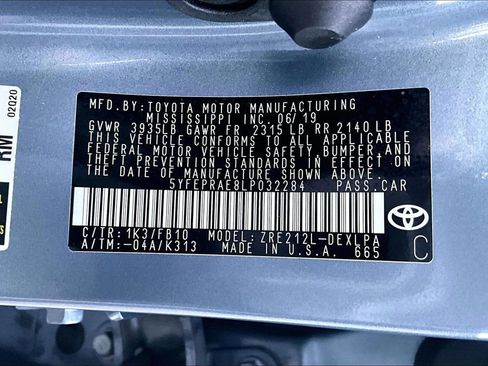 MFD.BY:TOYOTA MOTOR MANUFACTURING
MISSISSIPPI INC.06/19
GVWR 3935LB GAWR FR 2315 LB RR 2140 LB
THIS VEHICLE CONFORMS TO ALL APPLICABLE
FEDERAL MOTOR VEHICLE SAFETY, BUMPER, AND
THEFT PREVENTION STANDARDS IN EFFECT ON
THE DATE OF MANUFACTURE SHOWN ABOVE.
5YFEPRAE8LP032284 PASS.CAR
C/TR:1K3/FB10 MODEL:ZRE212L-DEXLPA
A/TM:-04A/K313 MADE IN U.S.A. 665
TOYOTA
C
02020
RM